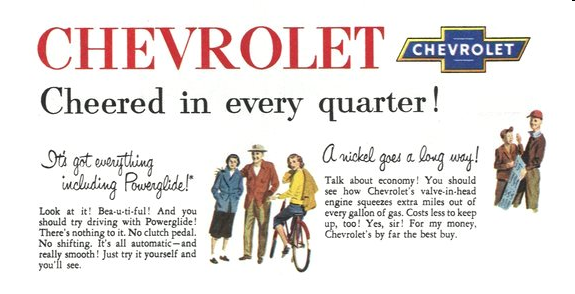 CHEVROLET
CHEVROLET
Cheered in every quarter!
It's got everything
including Powerglide!*
Look at it! Bea-u-ti-ful! And you
should try driving with Powerglide!
There's nothing to it. No clutch pedal.
No shifting. It's all automatic—and
really smooth! Just try it yourself and
you'll see.
A nickel goes a long way!
Talk about economy! You should
see how Chevrolet's valve-in-head
engine squeezes extra miles out of
every gallon of gas. Costs less to keep
up, too! Yes, sir! For my money,
Chevrolet's by far the best buy.